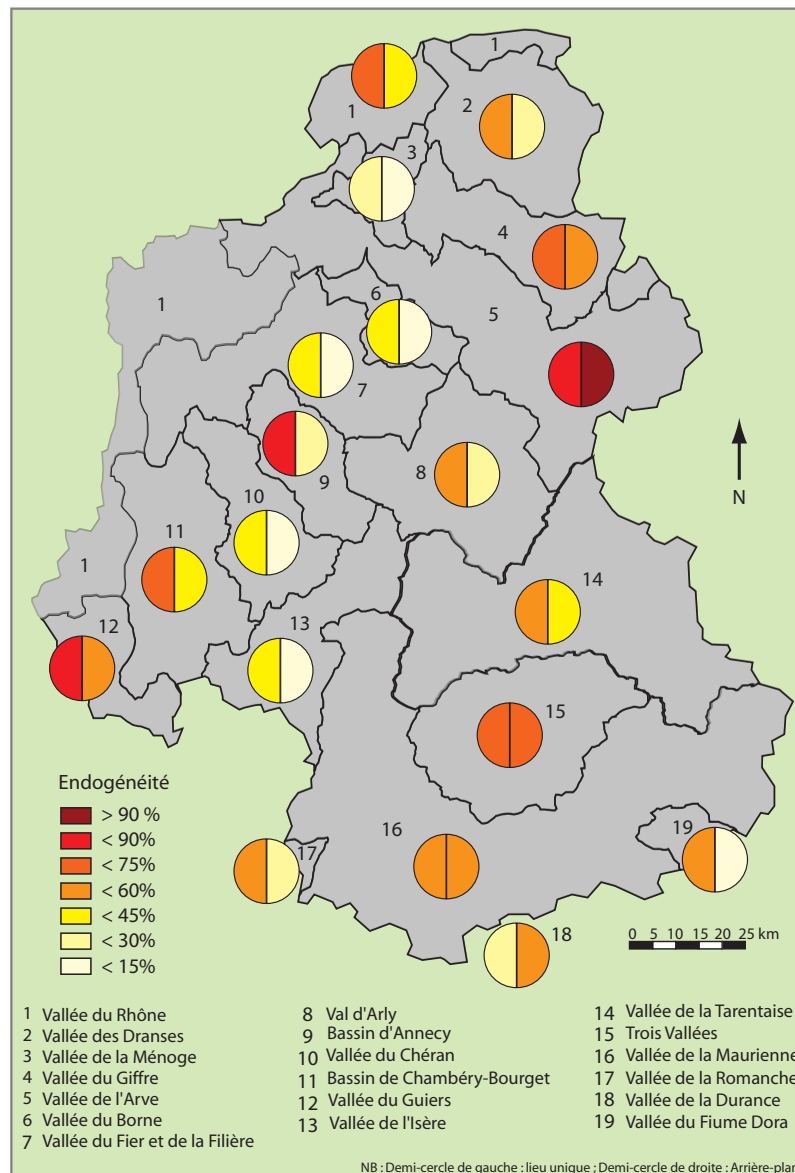 1
1
2
3
4
1
6
5
7
8
9
10
11
1
12
13
14
15
16
17
18
19
N
Endogénéité
> 90 %
< 90%
< 75%
< 60%
< 45%
< 30%
< 15%
0 5 10 15 20 25 km
1 Vallée du Rhône
2 Vallée des Dranses
3 Vallée de la Ménoge
4 Vallée du Giffre
5 Vallée de l'Arve
6 Vallée du Borne
7 Vallée du Fier et de la Filière
8 Val d'Arly
9 Bassin d'Annecy
10 Vallée du Chéran
11 Bassin de Chambéry-Bourget
12 Vallée du Guiers
13 Vallée de l'Isère
14 Vallée de la Tarentaise
15 Trois Vallées
16 Vallée de la Maurienne
17 Vallée de la Romanche
18 Vallée de la Durance
19 Vallée du Fiume Dora
NB : Demi-cercle de gauche : lieu unique ; Demi-cercle de droite : Arrière-plan